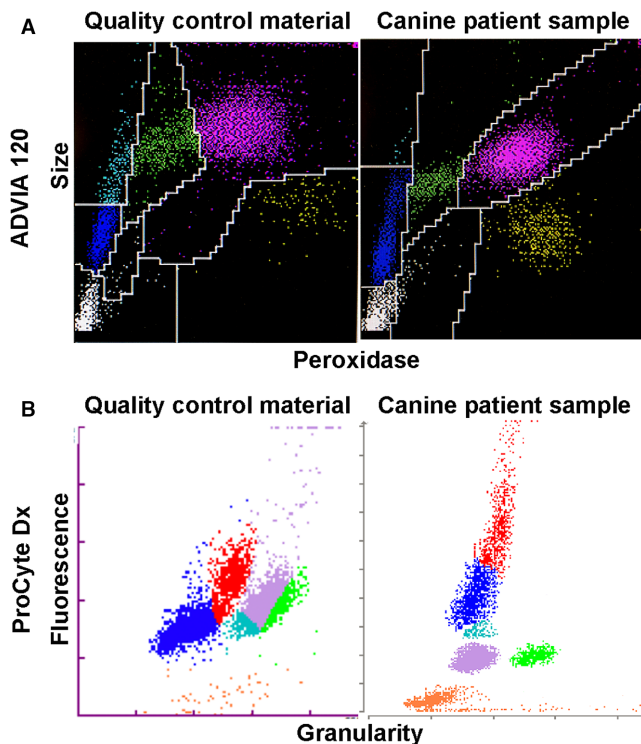 A
Quality control material
Canine patient sample
ADVIA 120
Size
Peroxidase
B
Quality control material
Canine patient sample
ProCyte Dx
Fluorescence
Granularity